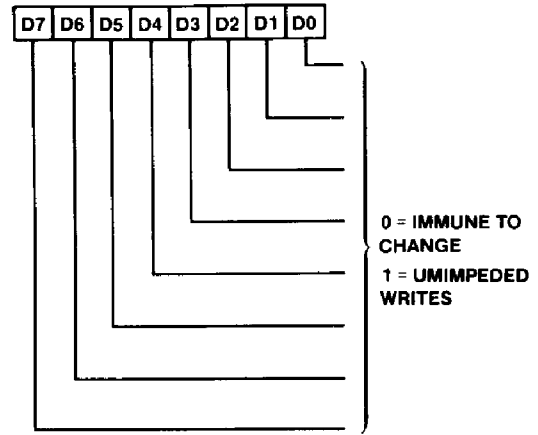 D7 D6 D5 D4 D3 D2 D1 D0
0 = IMMUNE TO
CHANGE
1 = UMIMPEDED
WRITES